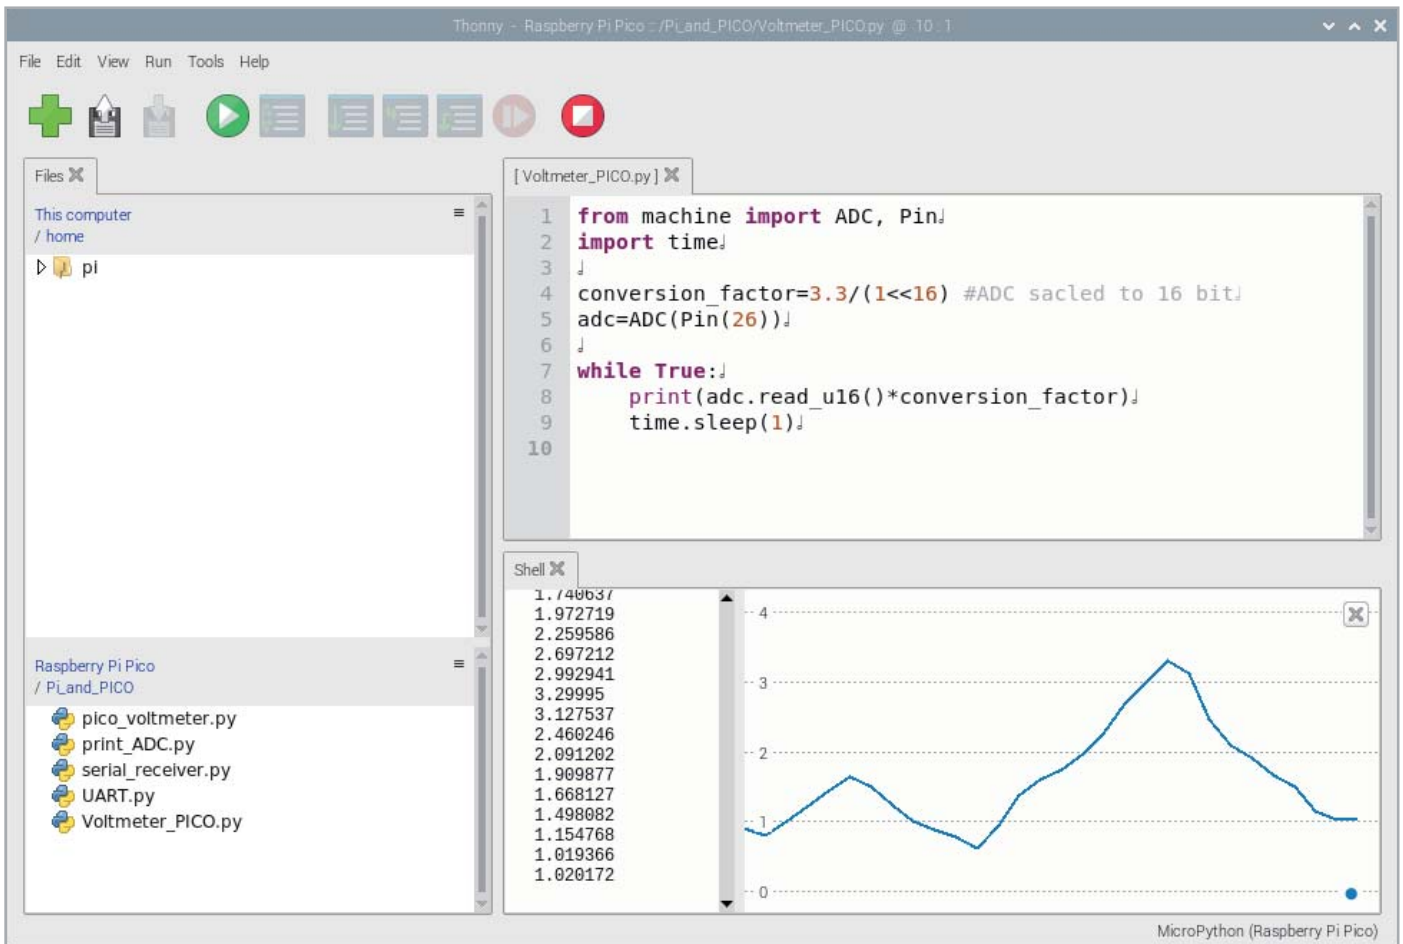 Thonny - Raspberry Pi Pico :: /Pi_and_PICO/Voltmeter_PICO.py @ 10 : 1
File Edit View Run Tools Help
Files
This computer
/ home
pi
Raspberry Pi Pico
/ Pi_and_PICO
pico_voltmeter.py
print_ADC.py
serial_receiver.py
UART.py
Voltmeter_PICO.py
[ Voltmeter_PICO.py ]
1 from machine import ADC, Pin
2 import time
3
4 conversion_factor=3.3/(1<<16) #ADC sacled to 16 bit
5 adc=ADC(Pin(26))
6
7 while True:
8     print(adc.read_u16()*conversion_factor)
9     time.sleep(1)
10
Shell
1.740637
1.972719
2.259586
2.697212
2.992941
3.29995
3.127537
2.460246
2.091202
1.909877
1.668127
1.498082
1.154768
1.019366
1.020172
4
3
2
1
0
MicroPython (Raspberry Pi Pico)